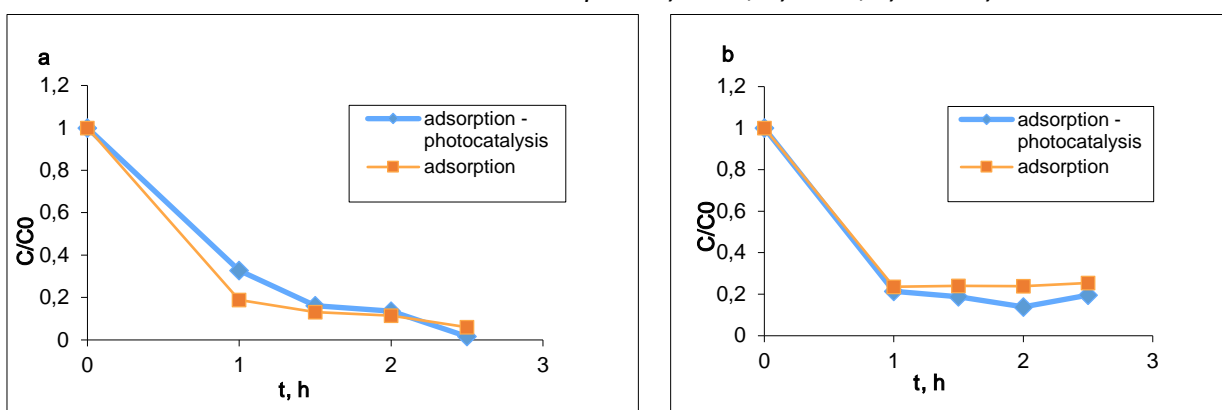 a
1,2
1
0,8
0,6
0,4
0,2
0
0 1 2 3
C/C0
t, h
adsorption -
photocatalysis
adsorption
b
1,2
1
0,8
0,6
0,4
0,2
0
0 1 2 3
C/C0
t, h
adsorption -
photocatalysis
adsorption